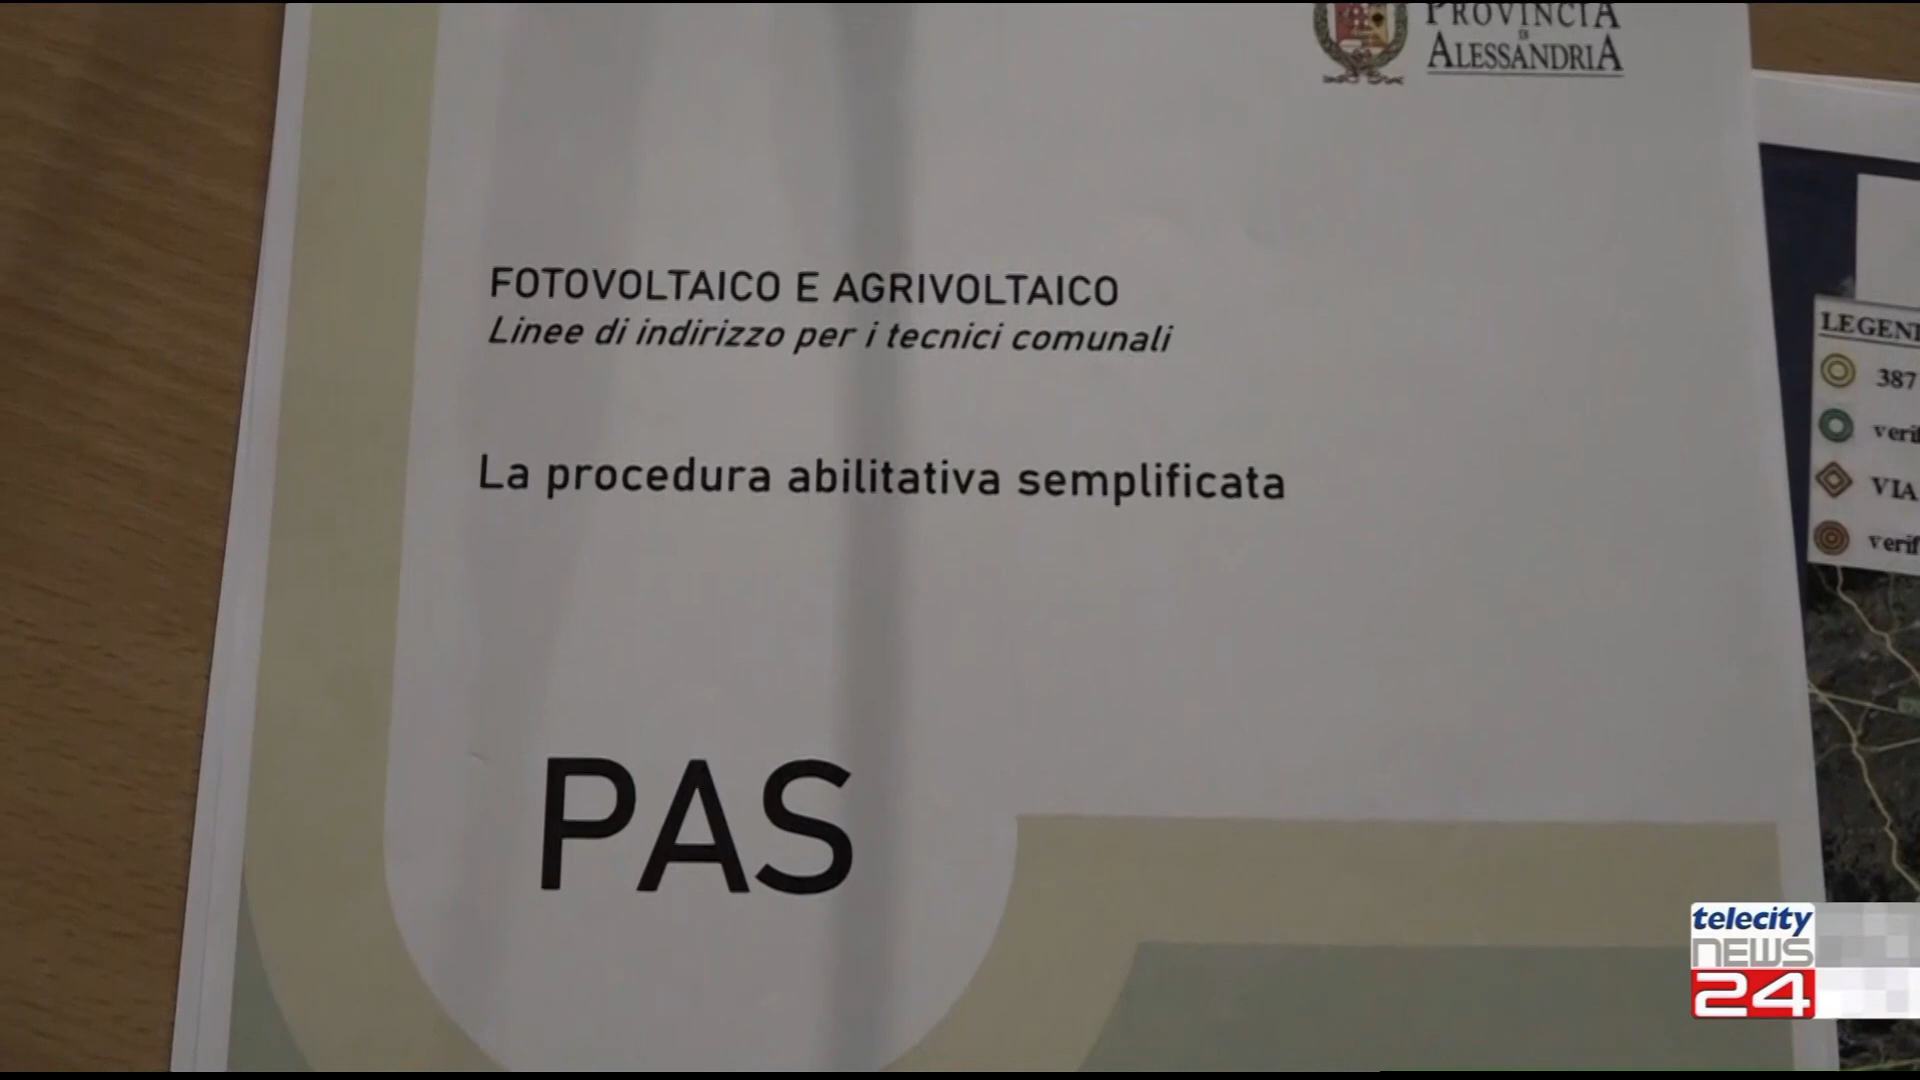 PROVINCIA
DI
ALESSANDRIA
FOTOVOLTAICO E AGRIVOLTAICO
Linee di indirizzo per i tecnici comunali
La procedura abilitativa semplificata
PAS
387
VIA
telecity
NEWS
24